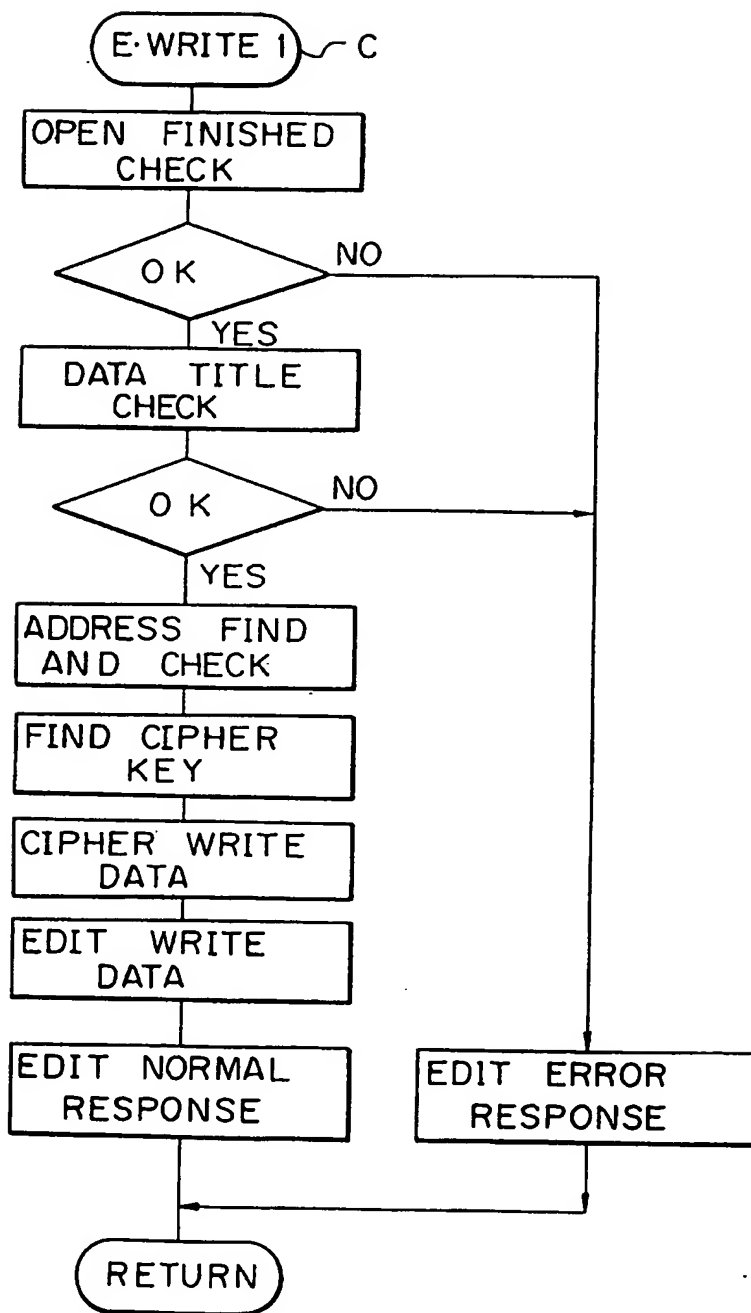 E·WRITE 1 C
OPEN FINISHED
CHECK
OK
NO
YES
DATA TITLE
CHECK
OK
NO
YES
ADDRESS FIND
AND CHECK
FIND CIPHER
KEY
CIPHER WRITE
DATA
EDIT WRITE
DATA
EDIT NORMAL
RESPONSE
EDIT ERROR
RESPONSE
RETURN